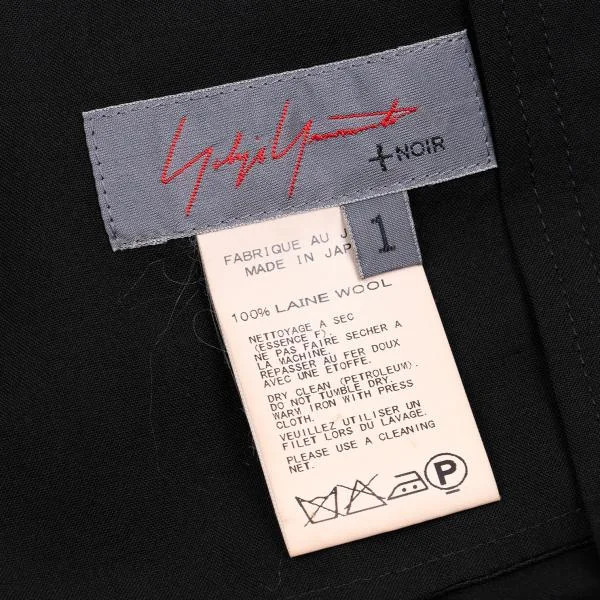 Yohji Yamamoto
+NOIR
1
FABRIQUE AU J
MADE IN JAP
100% LAINE WOOL
NETTOYAGE A SEC
(ESSENCE F).
NE PAS FAIRE SECHER A
LA MACHINE.
REPASSER AU FER DOUX
AVEC UNE ETOFFE.
DRY CLEAN (PETROLEUM).
DO NOT TUMBLE DRY.
WARM IRON WITH PRESS
CLOTH.
VEUILLEZ UTILISER UN
FILET LORS DU LAVAGE.
PLEASE USE A CLEANING
NET.
P